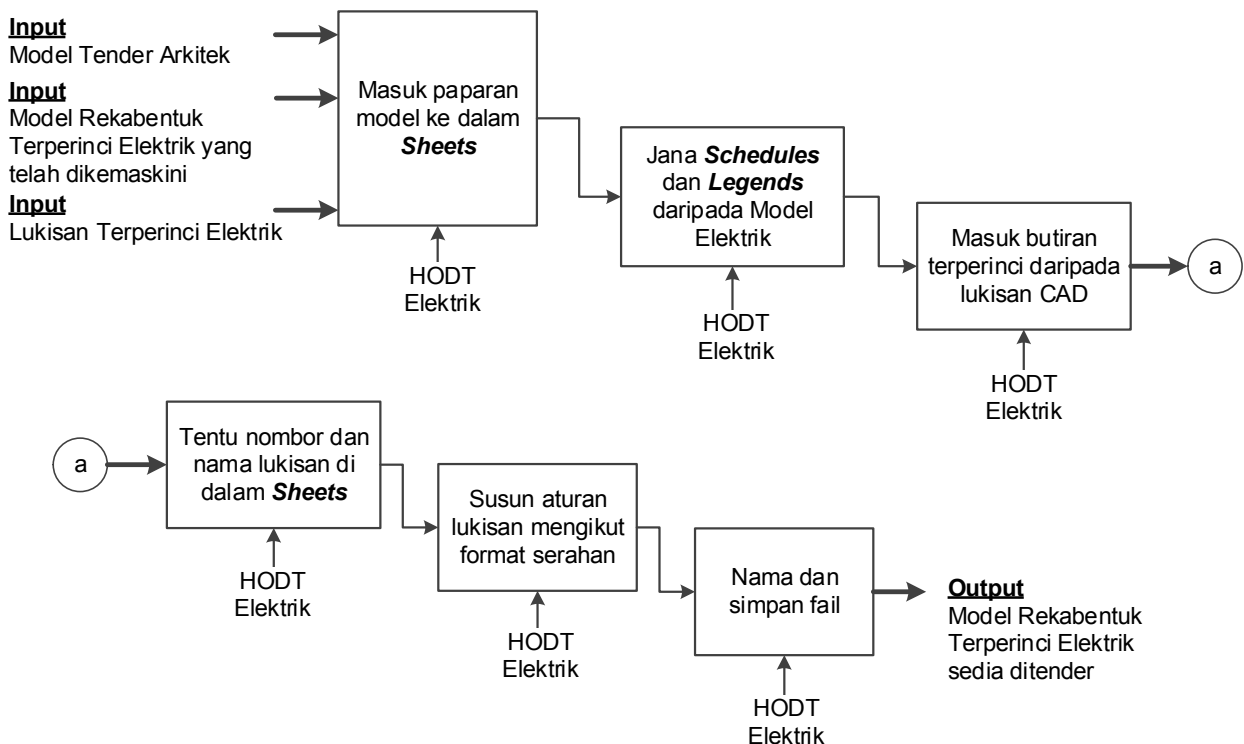 Input
Model Tender Arkitek
Input
Model Rekabentuk
Terperinci Elektrik yang
telah dikemaskini
Input
Lukisan Terperinci Elektrik
Masuk paparan
model ke dalam
Sheets
HODT
Elektrik
Jana Schedules
dan Legends
daripada Model
Elektrik
HODT
Elektrik
Masuk butiran
terperinci daripada
lukisan CAD
HODT
Elektrik
a
a
Tentu nombor dan
nama lukisan di
dalam Sheets
HODT
Elektrik
Susun aturan
lukisan mengikut
format serahan
HODT
Elektrik
Nama dan
simpan fail
HODT
Elektrik
Output
Model Rekabentuk
Terperinci Elektrik
sedia ditender